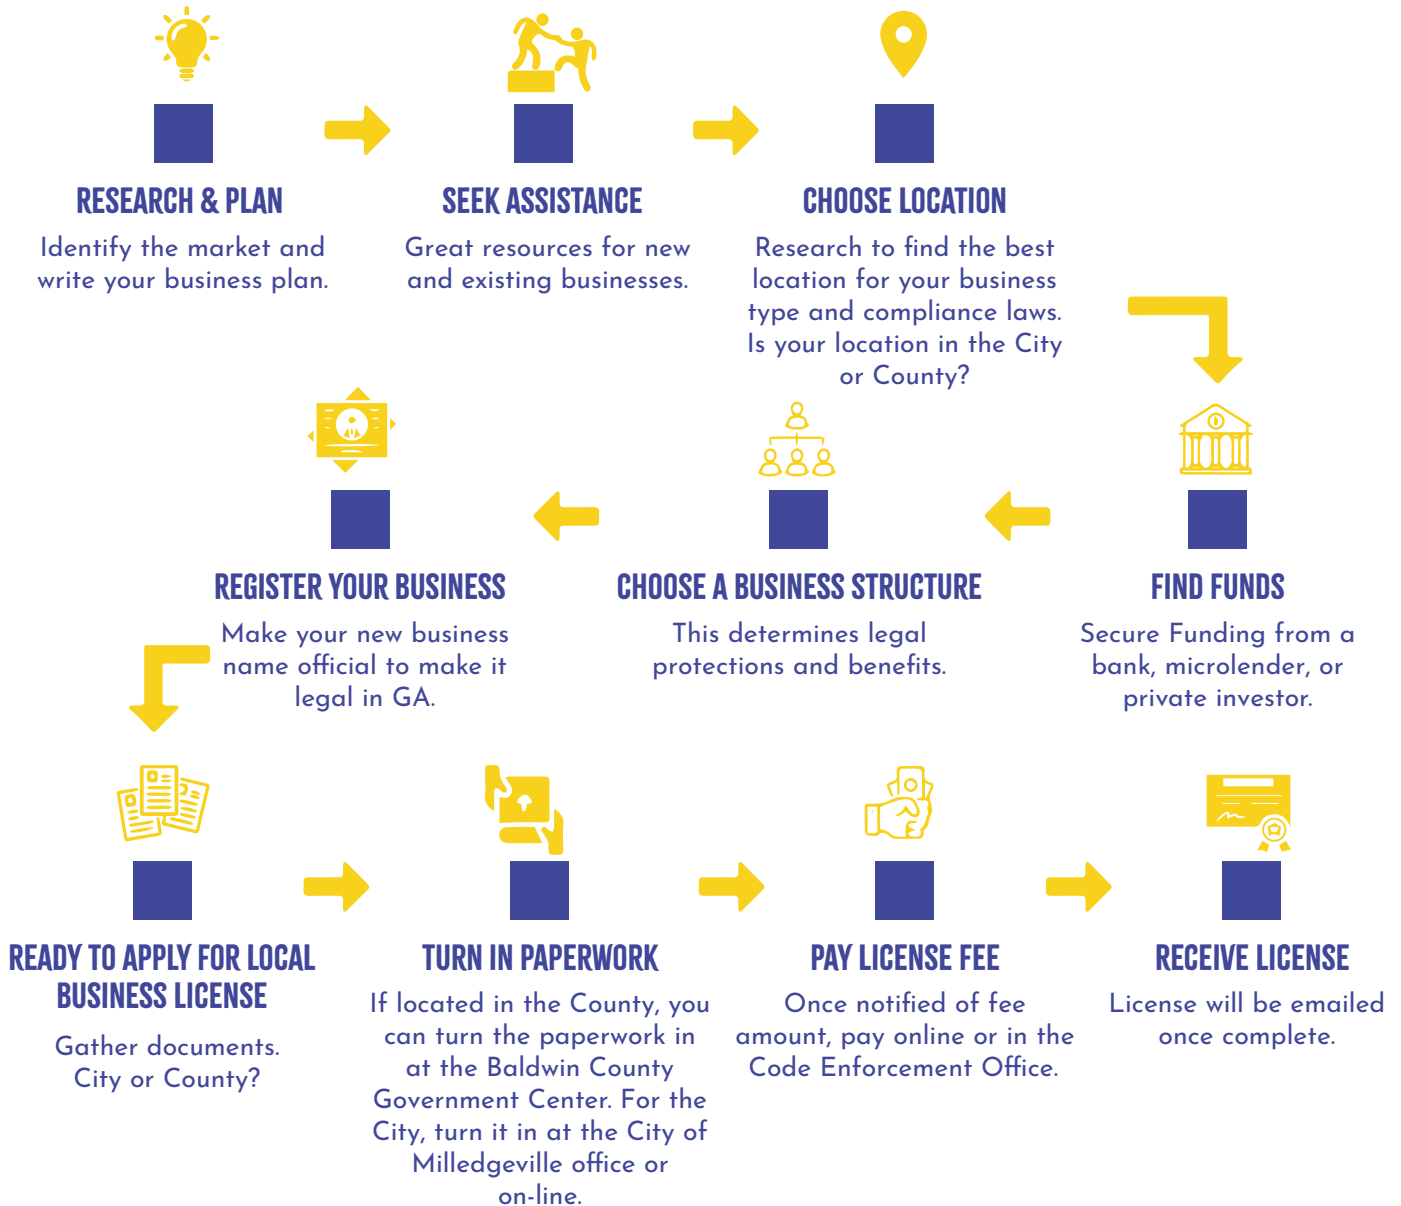 RESEARCH & PLAN
Identify the market and
write your business plan.
SEEK ASSISTANCE
Great resources for new
and existing businesses.
CHOOSE LOCATION
Research to find the best
location for your business
type and compliance laws.
Is your location in the City
or County?
FIND FUNDS
Secure Funding from a
bank, microlender, or
private investor.
CHOOSE A BUSINESS STRUCTURE
This determines legal
protections and benefits.
REGISTER YOUR BUSINESS
Make your new business
name official to make it
legal in GA.
READY TO APPLY FOR LOCAL
BUSINESS LICENSE
Gather documents.
City or County?
TURN IN PAPERWORK
If located in the County, you
can turn the paperwork in
at the Baldwin County
Government Center. For the
City, turn it in at the City of
Milledgeville office or
on-line.
PAY LICENSE FEE
Once notified of fee
amount, pay online or in the
Code Enforcement Office.
RECEIVE LICENSE
License will be emailed
once complete.